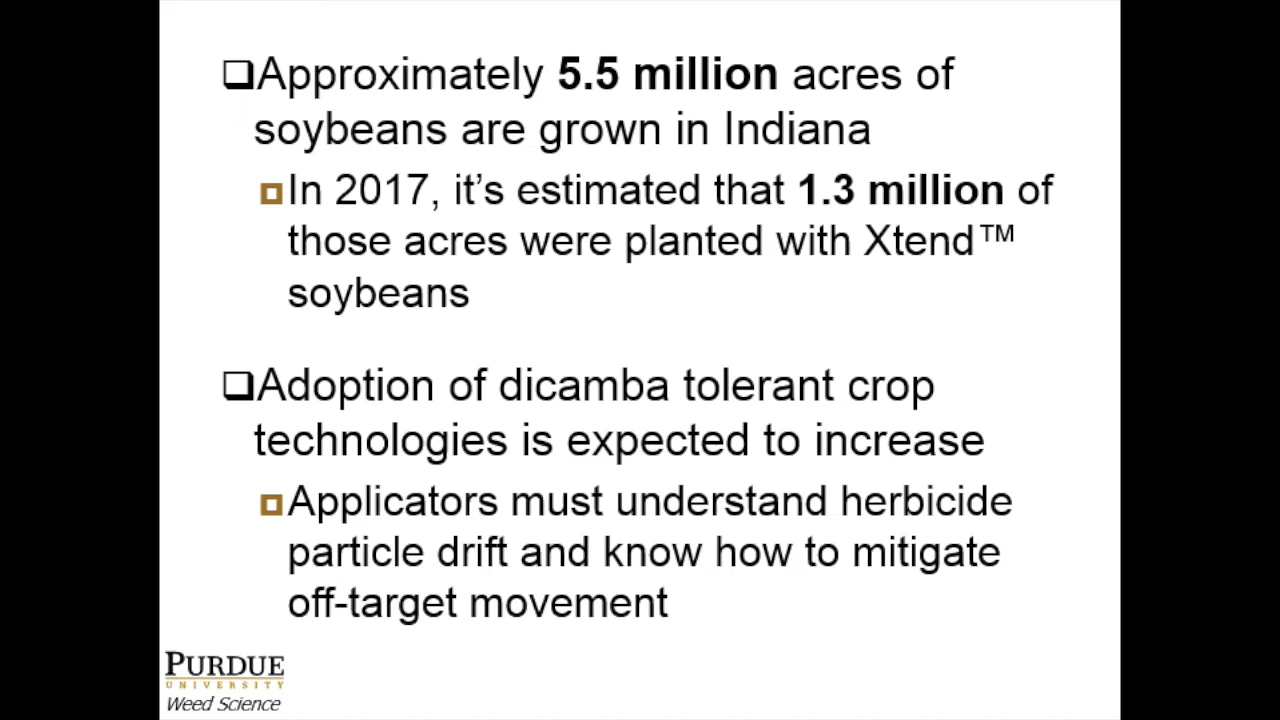 Approximately 5.5 million acres of
soybeans are grown in Indiana
In 2017, it's estimated that 1.3 million of
those acres were planted with Xtend™
soybeans
Adoption of dicamba tolerant crop
technologies is expected to increase
Applicators must understand herbicide
particle drift and know how to mitigate
off-target movement
PURDUE
UNIVERSITY
Weed Science